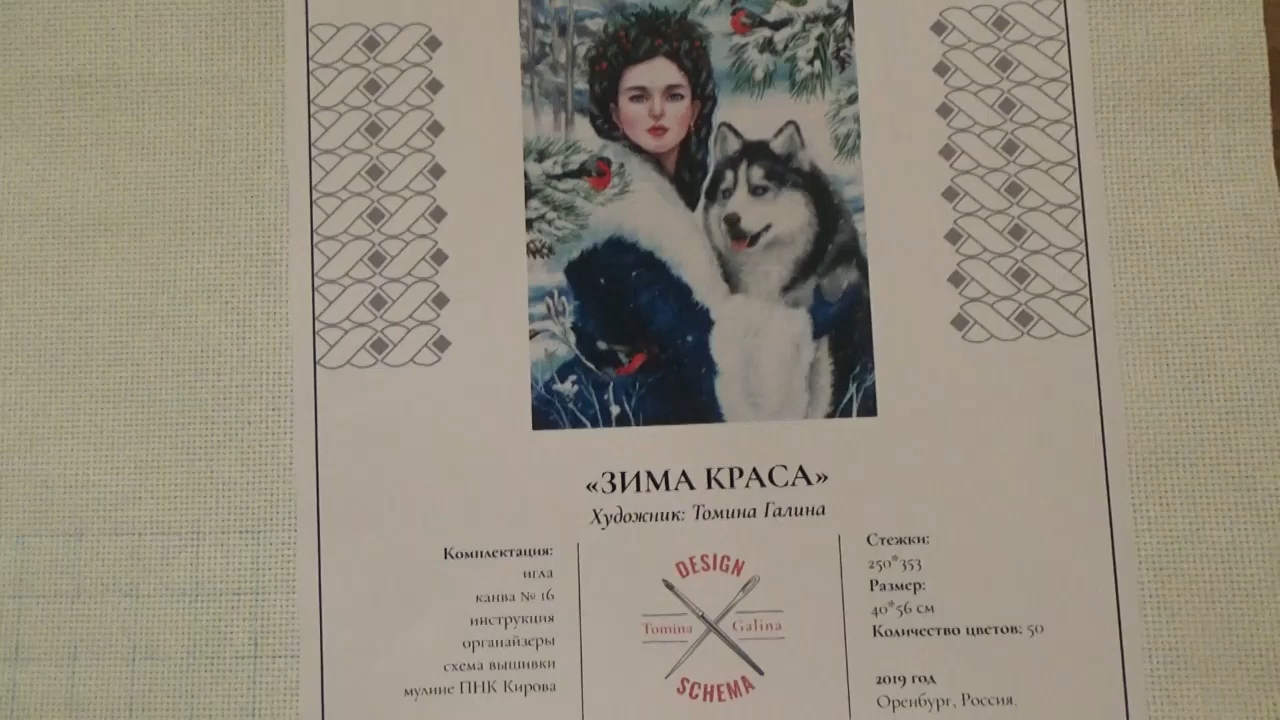 «ЗИМА КРАСА»
Художник: Томина Галина
Комплектация:
игла
канва № 16
инструкция
органайзеры
схема вышивки
мулине ПНК Кирова
DESIGN
Tomina Galina
SCHEMA
Стежки:
250*353
Размер:
40*56 см
Количество цветов: 50
2019 год
Оренбург, Россия.